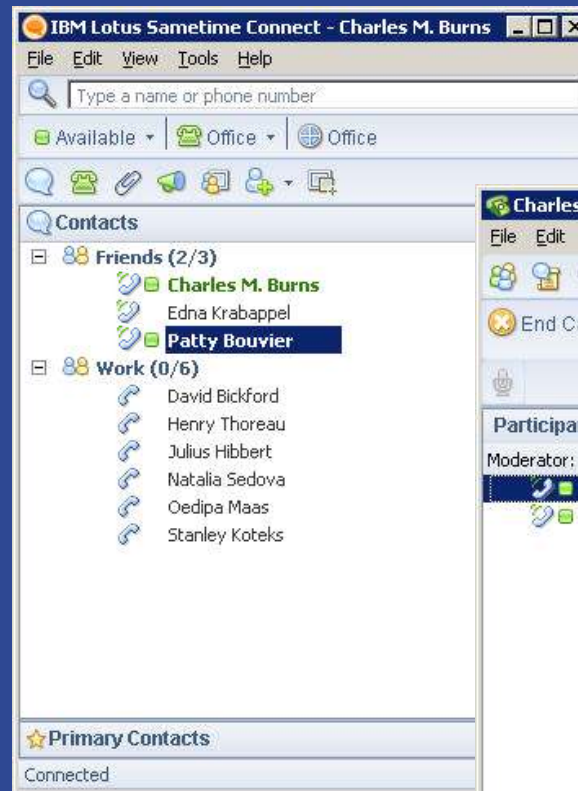 IBM Lotus Sametime Connect - Charles M. Burns
File Edit View Tools Help
Type a name or phone number
Available Office Office
Contacts
Friends (2/3)
Charles M. Burns
Edna Krabappel
Patty Bouvier
Work (0/6)
David Bickford
Henry Thoreau
Julius Hibbert
Natalia Sedova
Oedipa Maas
Stanley Koteks
Primary Contacts
Connected
Charles
File Edit
End C
Participa
Moderator: